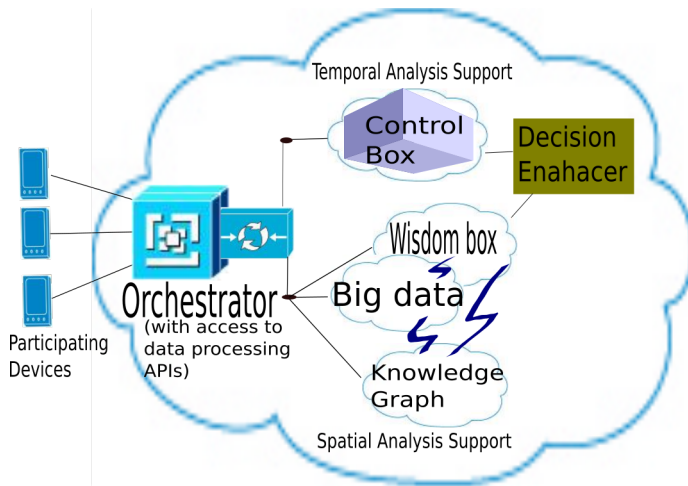 Temporal Analysis Support
Control
Box
Decision
Enahacer
Wisdom box
Big data
Orchestrator
(with access to
data processing
APIs)
Participating
Devices
Knowledge
Graph
Spatial Analysis Support